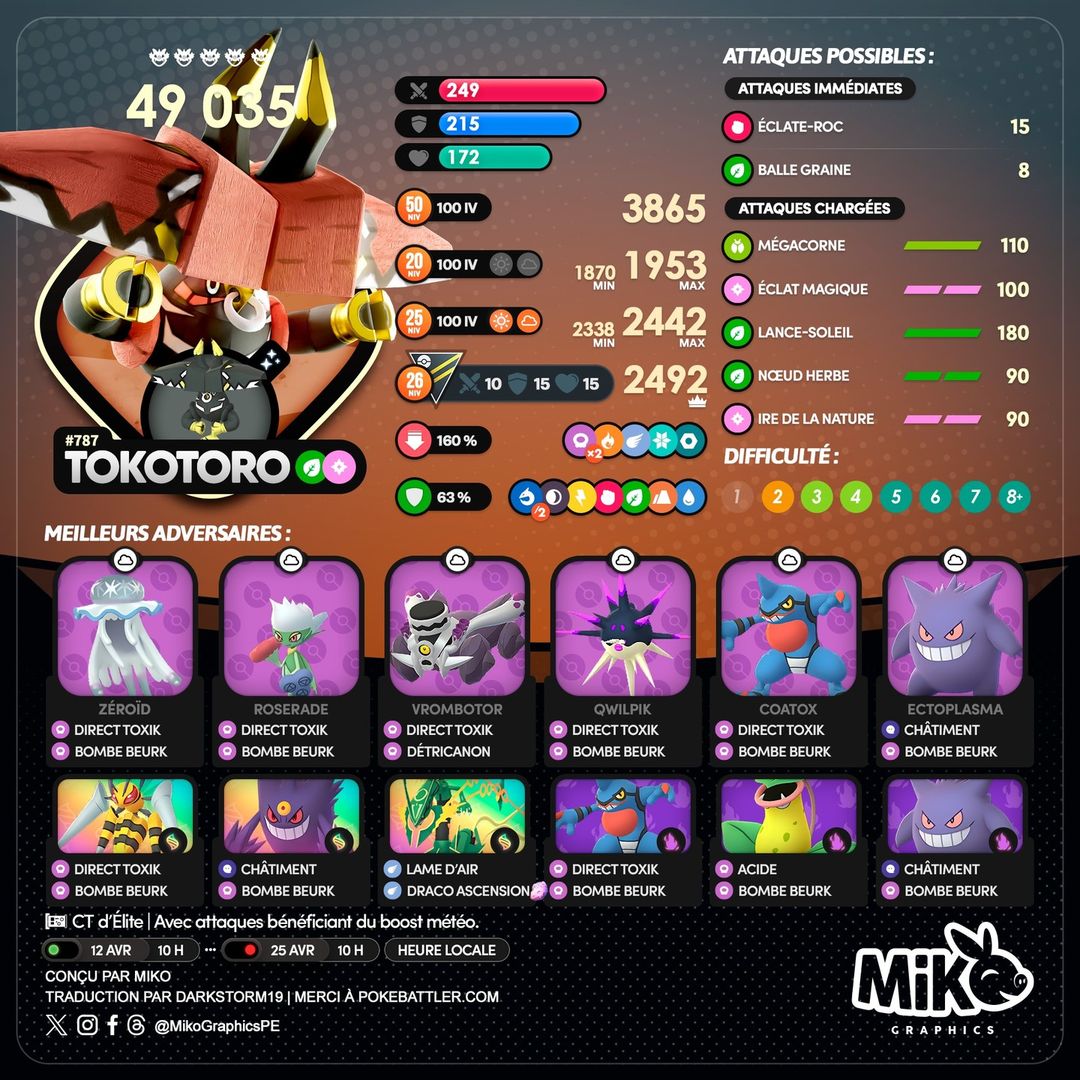 49 035
249
215
172
50 NIV 100 IV 3865
20 NIV 100 IV 1870 MIN 1953 MAX
25 NIV 100 IV 2338 MIN 2442 MAX
26 NIV 10 15 15 2492
160 % x2
63 % /2
#787
TOKOTORO
ATTAQUES POSSIBLES :
ATTAQUES IMMÉDIATES
ÉCLATE-ROC 15
BALLE GRAINE 8
ATTAQUES CHARGÉES
MÉGACORNE 110
ÉCLAT MAGIQUE 100
LANCE-SOLEIL 180
NŒUD HERBE 90
IRE DE LA NATURE 90
DIFFICULTÉ :
1 2 3 4 5 6 7 8+
MEILLEURS ADVERSAIRES :
ZÉROÏD
DIRECT TOXIK
BOMBE BEURK
ROSERADE
DIRECT TOXIK
BOMBE BEURK
VROMBOTOR
DIRECT TOXIK
DÉTRICANON
QWILPIK
DIRECT TOXIK
BOMBE BEURK
COATOX
DIRECT TOXIK
BOMBE BEURK
ECTOPLASMA
CHÂTIMENT
BOMBE BEURK
DIRECT TOXIK
BOMBE BEURK
CHÂTIMENT
BOMBE BEURK
LAME D'AIR
DRACO ASCENSION
DIRECT TOXIK
BOMBE BEURK
ACIDE
BOMBE BEURK
CHÂTIMENT
BOMBE BEURK
CT d'Élite | Avec attaques bénéficiant du boost météo.
12 AVR 10 H ... 25 AVR 10 H HEURE LOCALE
CONÇU PAR MIKO
TRADUCTION PAR DARKSTORM19 | MERCI À POKEBATTLER.COM
@MikoGraphicsPE
MiKO
GRAPHICS